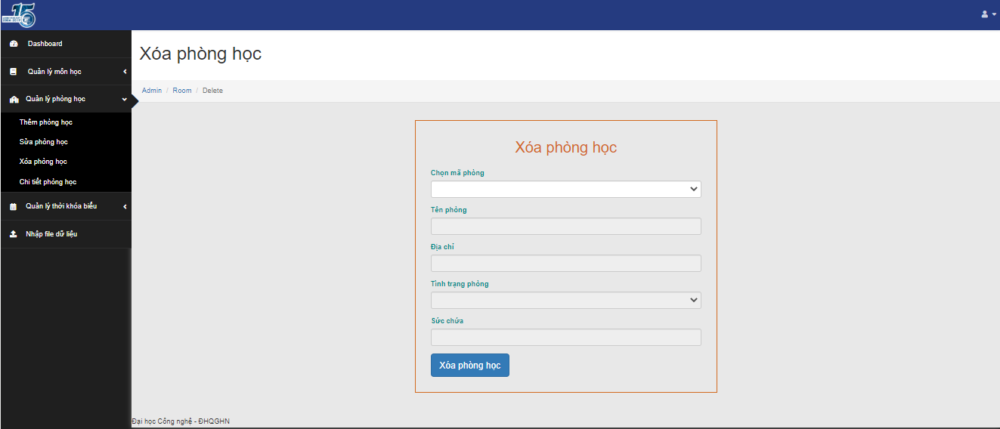 15
Dashboard
Quản lý môn học
Quản lý phòng học
Thêm phòng học
Sửa phòng học
Xóa phòng học
Chi tiết phòng học
Quản lý thời khóa biểu
Nhập file dữ liệu
Xóa phòng học
Admin / Room / Delete
Xóa phòng học
Chọn mã phòng
Tên phòng
Địa chỉ
Tình trạng phòng
Sức chứa
Xóa phòng học
Đại học Công nghệ - ĐHQGHN